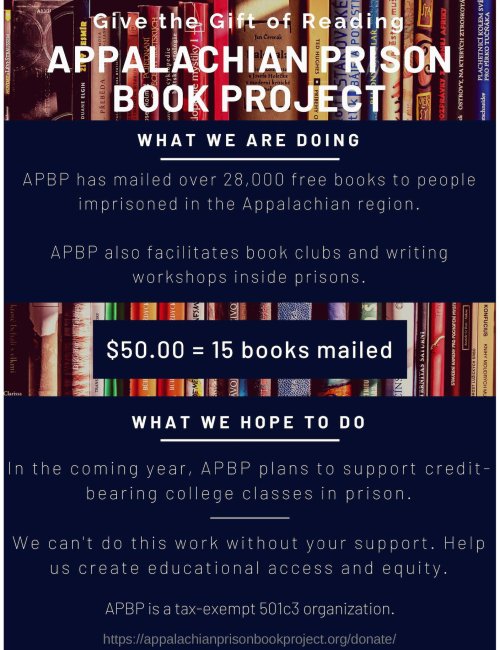 Give the Gift of Reading
APPALACHIAN PRISON
BOOK PROJECT
WHAT WE ARE DOING
APBP has mailed over 28,000 free books to people
imprisoned in the Appalachian region.
APBP also facilitates book clubs and writing
workshops inside prisons.
$50.00 = 15 books mailed
WHAT WE HOPE TO DO
In the coming year, APBP plans to support credit-
bearing college classes in prison.
We can't do this work without your support. Help
us create educational access and equity.
APBP is a tax-exempt 501c3 organization.
https://appalachianprisonbookproject.org/donate/